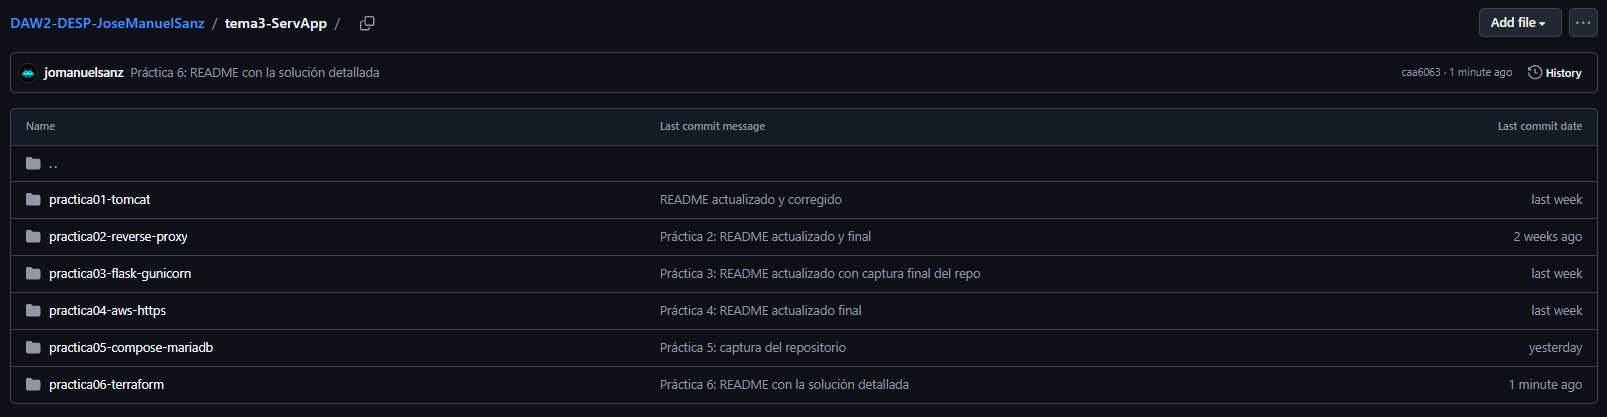 DAW2-DESP-JoseManuelSanz / tema3-ServApp / Add file ...
jomanuelsanz Práctica 6: README con la solución detallada caa6063 · 1 minute ago History
Name Last commit message Last commit date
..
practica01-tomcat README actualizado y corregido last week
practica02-reverse-proxy Práctica 2: README actualizado y final 2 weeks ago
practica03-flask-gunicorn Práctica 3: README actualizado con captura final del repo last week
practica04-aws-https Práctica 4: README actualizado final last week
practica05-compose-mariadb Práctica 5: captura del repositorio yesterday
practica06-terraform Práctica 6: README con la solución detallada 1 minute ago